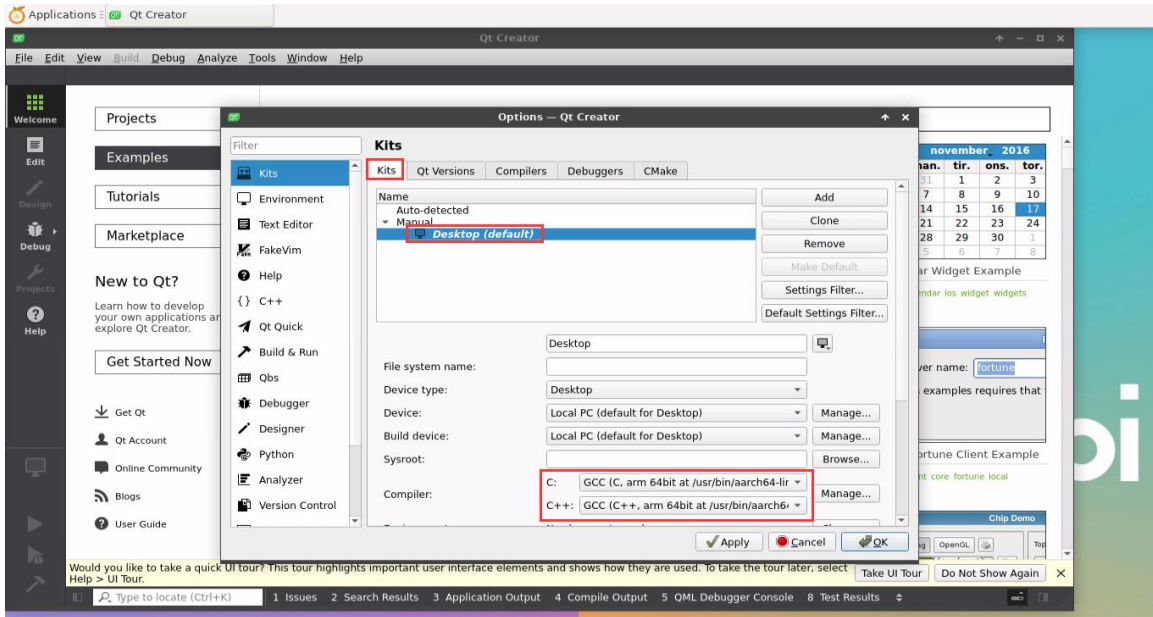 Applications Qt Creator
Qt Creator
File Edit View Build Debug Analyze Tools Window Help
Welcome
Edit
Design
Debug
Projects
Help
Projects
Examples
Tutorials
Marketplace
New to Qt?
Learn how to develop
your own applications
explore Qt Creator.
Get Started Now
Get Qt
Qt Account
Online Community
Blogs
User Guide
Options — Qt Creator
Filter
Kits
Environment
Text Editor
FakeVim
Help
{} C++
Qt Quick
Build & Run
Qbs
Debugger
Designer
Python
Analyzer
Version Control
Kits
Kits Qt Versions Compilers Debuggers CMake
Name
Auto-detected
Manual
Desktop (default)
Add
Clone
Remove
Make Default
Settings Filter...
Default Settings Filter...
Desktop
File system name:
Device type: Desktop
Device: Local PC (default for Desktop) Manage...
Build device: Local PC (default for Desktop) Manage...
Sysroot: Browse...
Compiler:
C: GCC (C, arm 64bit at /usr/bin/aarch64-lir
C++: GCC (C++, arm 64bit at /usr/bin/aarch6
Manage...
Apply Cancel OK
november, 2016
man. tir. ons. tor.
31 1 2 3
7 8 9 10
14 15 16 17
21 22 23 24
28 29 30 1
5 6 7 8
ar Widget Example
endar ios widget widgets
ver name: fortune
examples requires that
ortune Client Example
nt core fortune local
Chip Demo
OpenGL
Top
pi
Would you like to take a quick UI tour? This tour highlights important user interface elements and shows how they are used. To take the tour later, select
Help > UI Tour.
Take UI Tour Do Not Show Again
Type to locate (Ctrl+K) 1 Issues 2 Search Results 3 Application Output 4 Compile Output 5 QML Debugger Console 8 Test Results